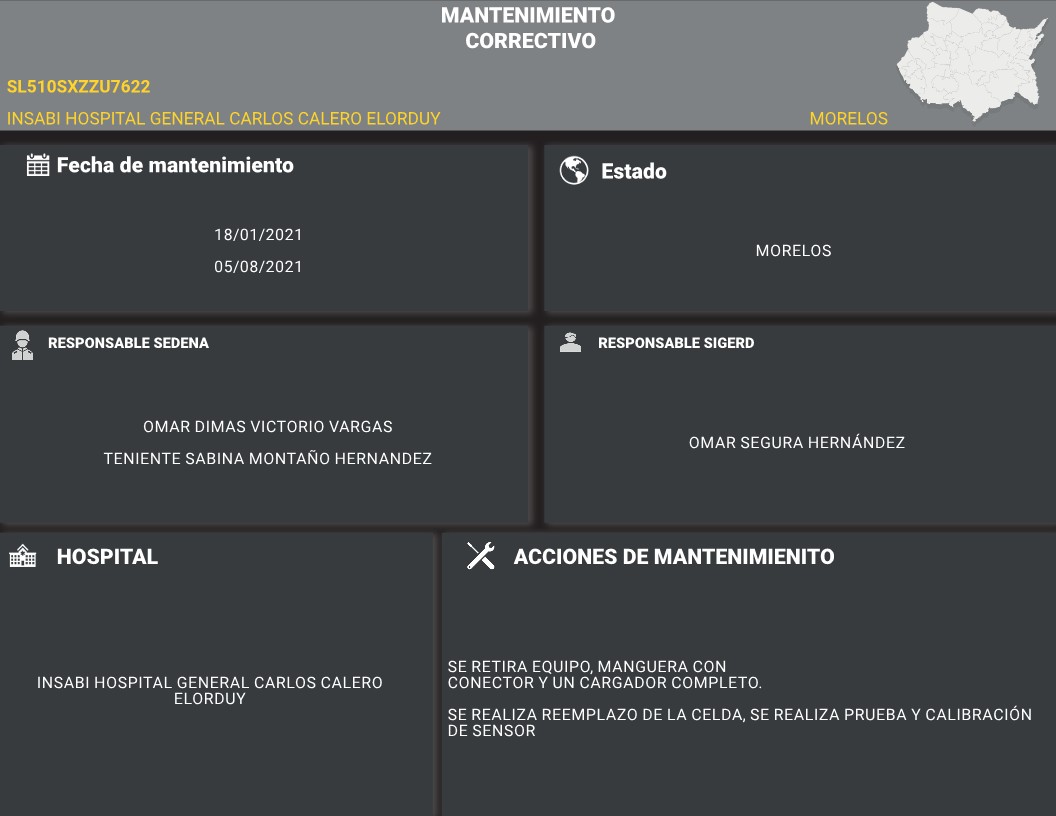 MANTENIMIENTO
CORRECTIVO
SL510SXZZU7622
INSABI HOSPITAL GENERAL CARLOS CALERO ELORDUY
MORELOS
Fecha de mantenimiento
18/01/2021
05/08/2021
Estado
MORELOS
RESPONSABLE SEDENA
OMAR DIMAS VICTORIO VARGAS
TENIENTE SABINA MONTAÑO HERNANDEZ
RESPONSABLE SIGERD
OMAR SEGURA HERNÁNDEZ
HOSPITAL
INSABI HOSPITAL GENERAL CARLOS CALERO
ELORDUY
ACCIONES DE MANTENIMIENITO
SE RETIRA EQUIPO, MANGUERA CON
CONECTOR Y UN CARGADOR COMPLETO.
SE REALIZA REEMPLAZO DE LA CELDA, SE REALIZA PRUEBA Y CALIBRACIÓN
DE SENSOR